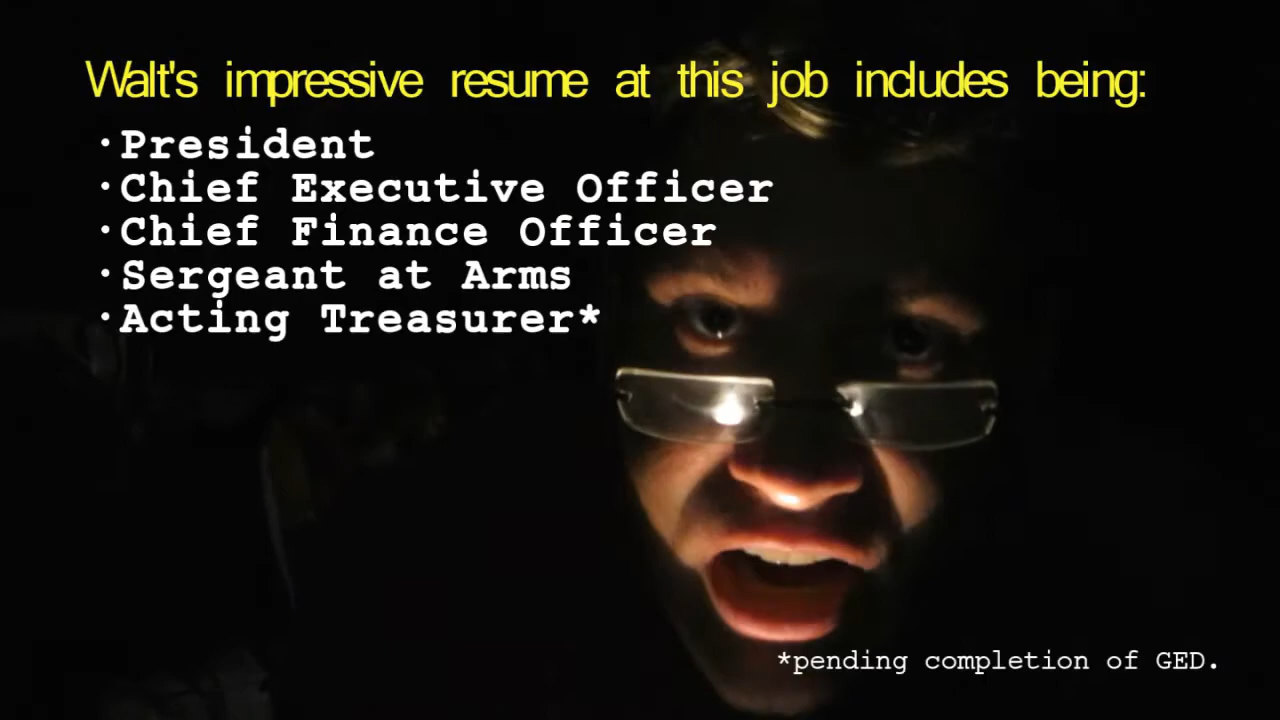 Walt's impressive resume at this job includes being:
·President
·Chief Executive Officer
·Chief Finance Officer
·Sergeant at Arms
·Acting Treasurer*
*pending completion of GED.